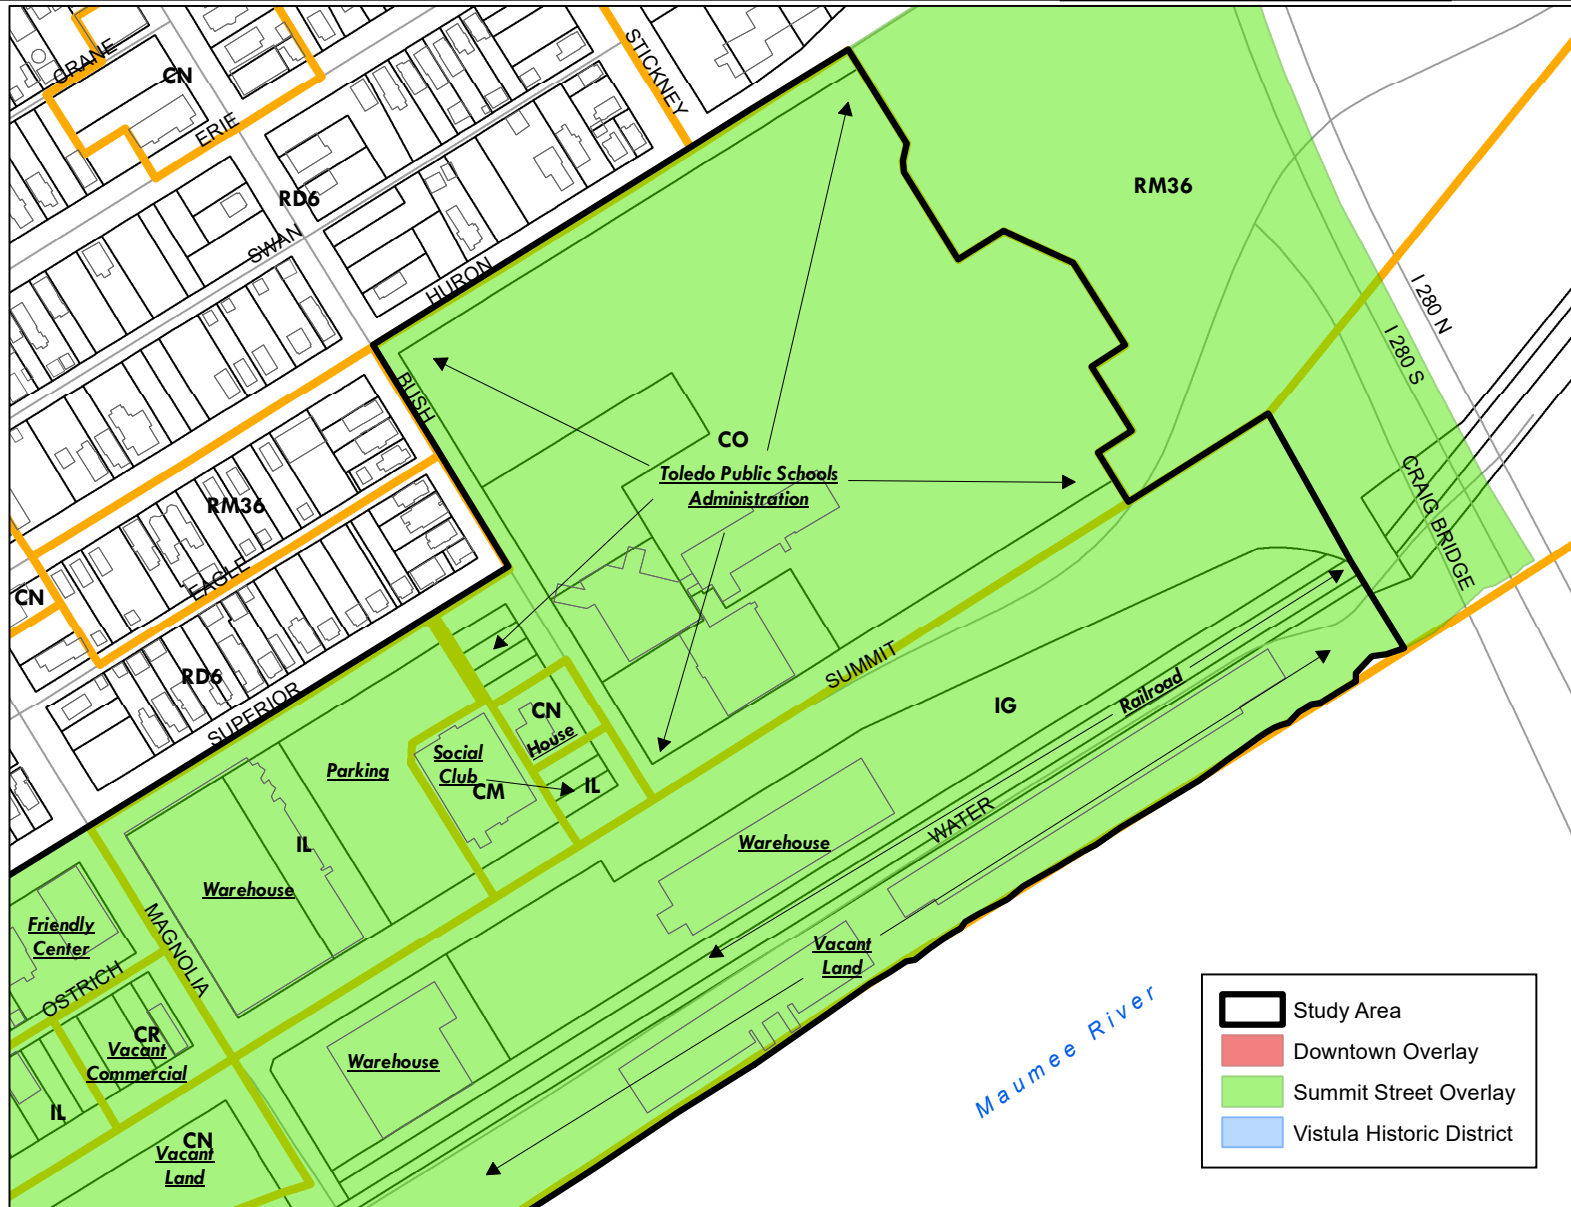 CRANE
CN
ERIE
STICKNEY
RD6
SWAN
HURON
RM36
I 280 N
I 280 S
BUSH
CO
Toledo Public Schools
Administration
RM36
CRAIG BRIDGE
EAGLE
CN
RD6
SUPERIOR
SUMMIT
Railroad
IG
CN
House
Social
Club
CM
IL
Parking
IL
Warehouse
Warehouse
WATER
Friendly
Center
MAGNOLIA
Vacant
Land
OSTRICH
CR
Vacant
Commercial
Warehouse
IL
CN
Vacant
Land
Maumee River
Study Area
Downtown Overlay
Summit Street Overlay
Vistula Historic District